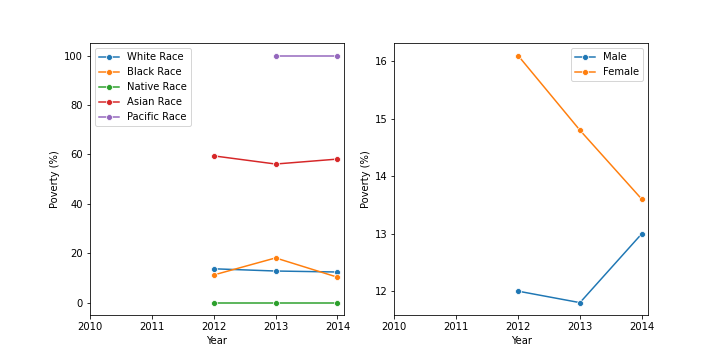 White Race
Black Race
Native Race
Asian Race
Pacific Race
Poverty (%)
100
80
60
40
20
0
2010 2011 2012 2013 2014
Year
Male
Female
Poverty (%)
16
15
14
13
12
2010 2011 2012 2013 2014
Year